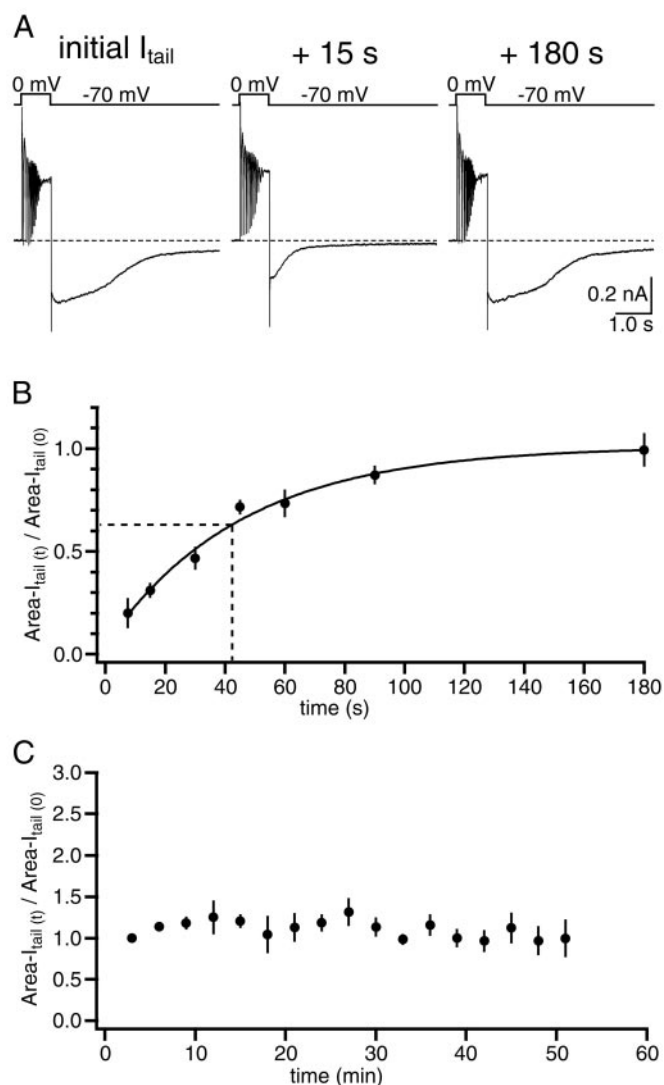 A
initial I tail
+ 15 s
+ 180 s
0 mV
-70 mV
0 mV
-70 mV
0 mV
-70 mV
0.2 nA
1.0 s
B
Area-I tail (t) / Area-I tail (0)
1.0
0.5
0.0
0 20 40 60 80 100 120 140 160 180
time (s)
C
Area-I tail (t) / Area-I tail (0)
3.0
2.5
2.0
1.5
1.0
0.5
0.0
0 10 20 30 40 50 60
time (min)